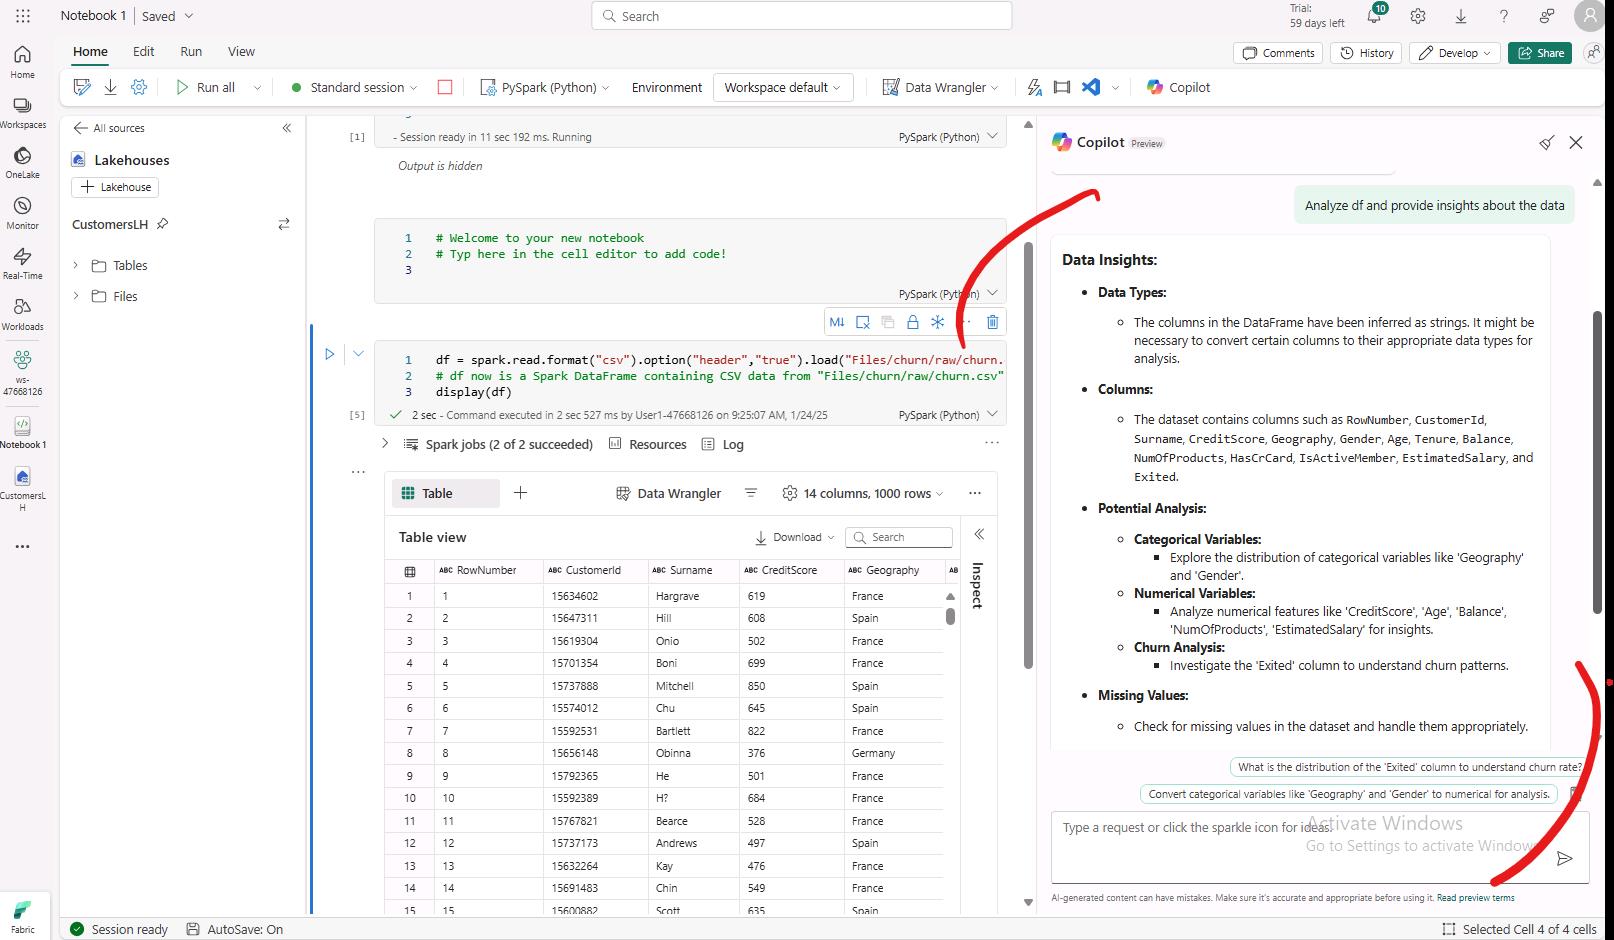 Notebook 1 | Saved
Search
Trial:
59 days left
10
Home
Workspaces
OneLake
Monitor
Real-Time
Workloads
ws-
47668126
Notebook 1
CustomersL
H
...
Fabric
Home Edit Run View
Comments History Develop Share
Run all Standard session PySpark (Python) Environment Workspace default Data Wrangler Copilot
All sources
Lakehouses
Lakehouse
CustomersLH
Tables
Files
[1] - Session ready in 11 sec 192 ms. Running PySpark (Python)
Output is hidden
1 # Welcome to your new notebook
2 # Typ here in the cell editor to add code!
3
PySpark (Python)
M↓
1 df = spark.read.format("csv").option("header","true").load("Files/churn/raw/churn.
2 # df now is a Spark DataFrame containing CSV data from "Files/churn/raw/churn.csv"
3 display(df)
[5] 2 sec - Command executed in 2 sec 527 ms by User1-47668126 on 9:25:07 AM, 1/24/25 PySpark (Python)
Spark jobs (2 of 2 succeeded) Resources Log
Table + Data Wrangler 14 columns, 1000 rows
Table view Download Search
Inspect
ABC RowNumber ABC CustomerId ABC Surname ABC CreditScore ABC Geography AB
1 1 15634602 Hargrave 619 France
2 2 15647311 Hill 608 Spain
3 3 15619304 Onio 502 France
4 4 15701354 Boni 699 France
5 5 15737888 Mitchell 850 Spain
6 6 15574012 Chu 645 Spain
7 7 15592531 Bartlett 822 France
8 8 15656148 Obinna 376 Germany
9 9 15792365 He 501 France
10 10 15592389 H? 684 France
11 11 15767821 Bearce 528 France
12 12 15737173 Andrews 497 Spain
13 13 15632264 Kay 476 France
14 14 15691483 Chin 549 France
15 15 15600882 Scott 635 Spain
Copilot Preview
Analyze df and provide insights about the data
Data Insights:
• Data Types:
The columns in the DataFrame have been inferred as strings. It might be
necessary to convert certain columns to their appropriate data types for
analysis.
• Columns:
The dataset contains columns such as RowNumber, CustomerId,
Surname, CreditScore, Geography, Gender, Age, Tenure, Balance,
NumOfProducts, HasCrCard, IsActiveMember, EstimatedSalary, and
Exited.
• Potential Analysis:
Categorical Variables:
Explore the distribution of categorical variables like 'Geography'
and 'Gender'.
Numerical Variables:
Analyze numerical features like 'CreditScore', 'Age', 'Balance',
'NumOfProducts', 'EstimatedSalary' for insights.
Churn Analysis:
Investigate the 'Exited' column to understand churn patterns.
• Missing Values:
Check for missing values in the dataset and handle them appropriately.
What is the distribution of the 'Exited' column to understand churn rate?
Convert categorical variables like 'Geography' and 'Gender' to numerical for analysis.
Type a request or click the sparkle icon for ideas.
Activate Windows
Go to Settings to activate Windows
AI-generated content can have mistakes. Make sure it's accurate and appropriate before using it. Read preview terms
Session ready AutoSave: On Selected Cell 4 of 4 cells